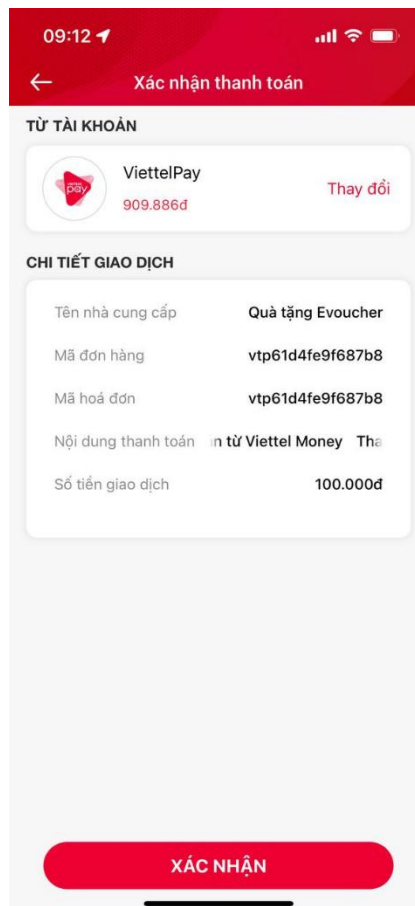 09:12
Xác nhận thanh toán
TỪ TÀI KHOẢN
viettel
pay
ViettelPay
909.886đ
Thay đổi
CHI TIẾT GIAO DỊCH
Tên nhà cung cấp Quà tặng Evoucher
Mã đơn hàng vtp61d4fe9f687b8
Mã hoá đơn vtp61d4fe9f687b8
Nội dung thanh toán từ Viettel Money
Số tiền giao dịch 100.000đ
XÁC NHẬN